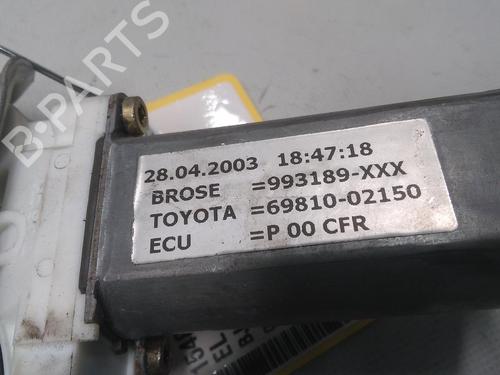 B-PARTS
28.04.2003 18:47:18
BROSE =993189-XXX
TOYOTA =69810-02150
ECU =P 00 CFR